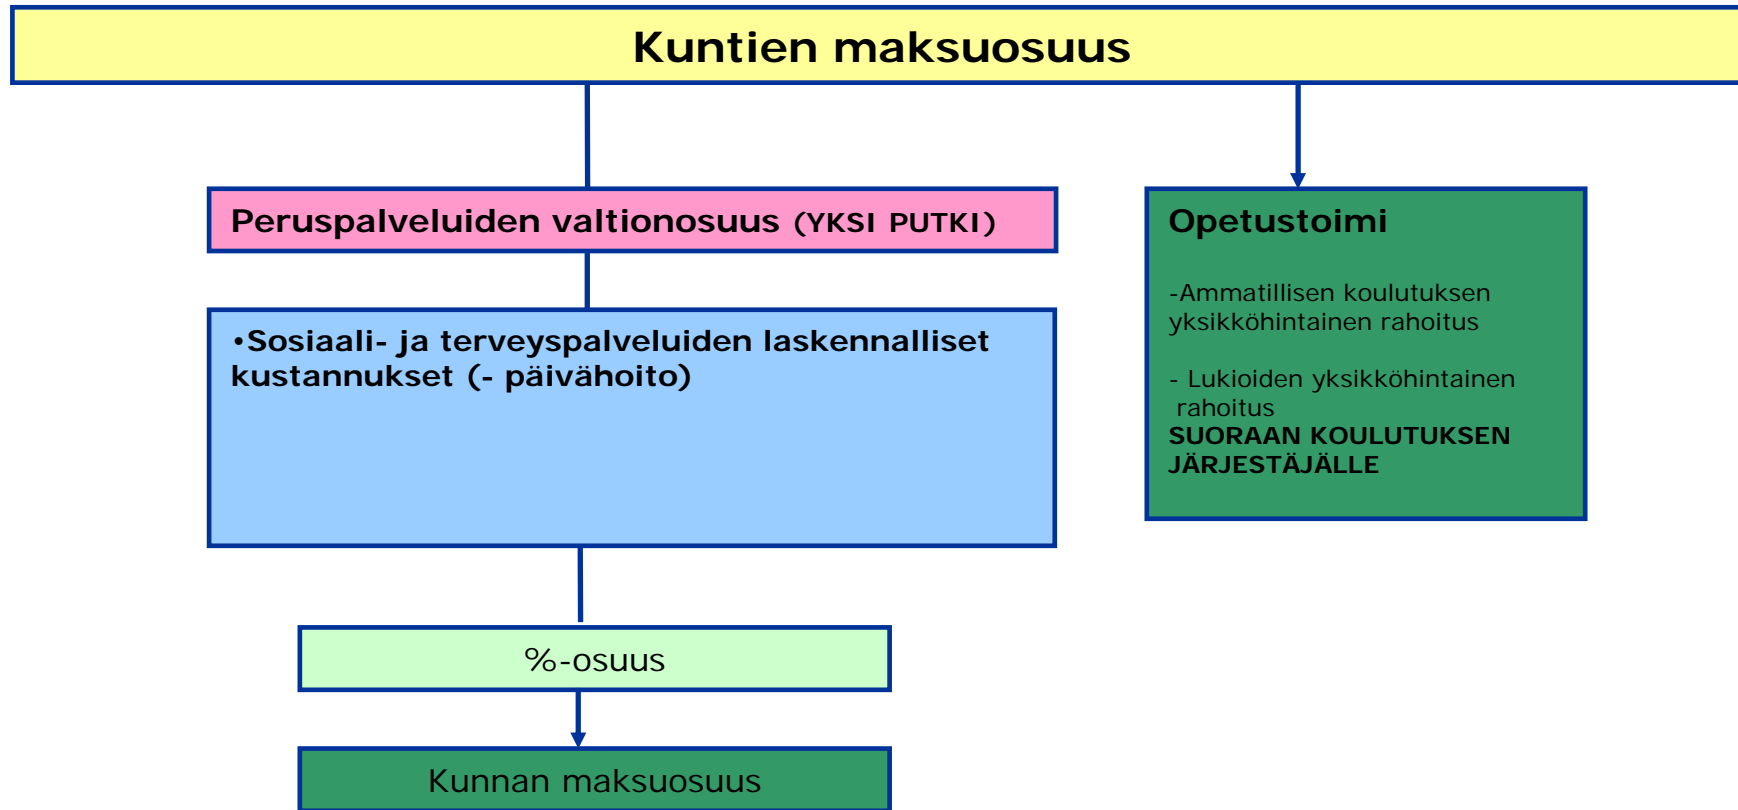 Kuntien maksuosuus
Peruspalveluiden valtionosuus (YKSI PUTKI)
•Sosiaali- ja terveyspalveluiden laskennalliset
kustannukset (- päivähoito)
%-osuus
Kunnan maksuosuus
Opetustoimi
-Ammatillisen koulutuksen
yksikköhintainen rahoitus
- Lukioiden yksikköhintainen
rahoitus
SUORAAN KOULUTUKSEN
JÄRJESTÄJÄLLE